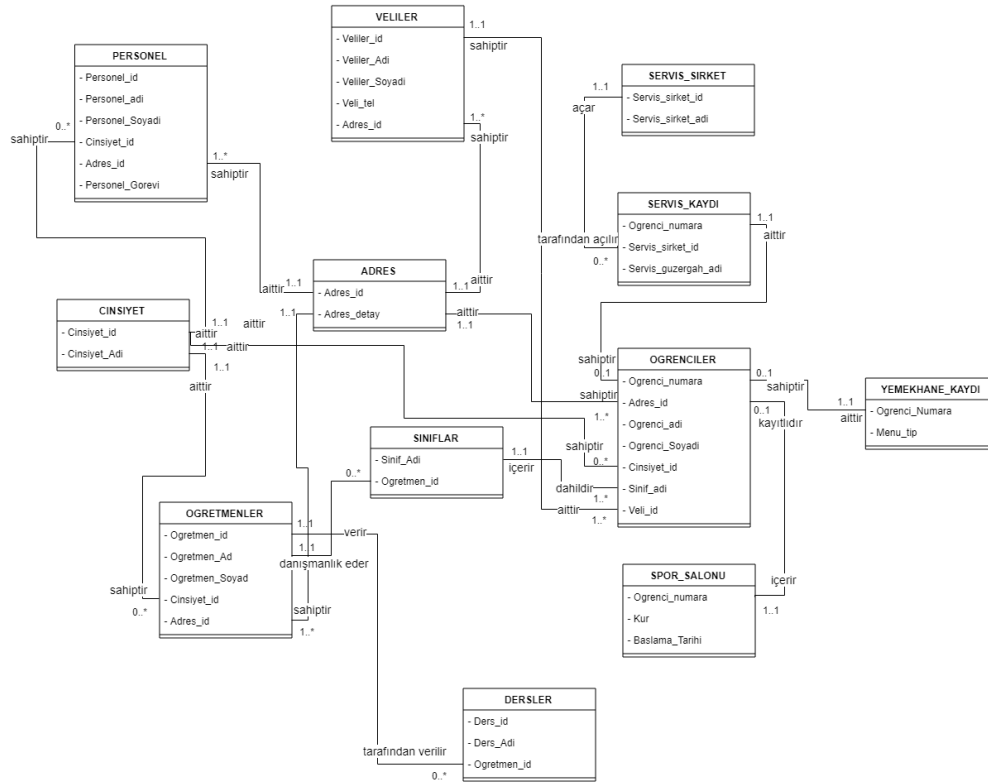 VELILER
- Veliler_id
- Veliler_Adi
- Veliler_Soyadi
- Veli_tel
- Adres_id
1..1
sahiptir
1..*
sahiptir
PERSONEL
- Personel_id
- Personel_adi
- Personel_Soyadi
- Cinsiyet_id
- Adres_id
- Personel_Gorevi
0..*
sahiptir
1..*
sahiptir
SERVIS_SIRKET
- Servis_sirket_id
- Servis_sirket_adi
1..1
açar
SERVIS_KAYDI
- Ogrenci_numara
- Servis_sirket_id
- Servis_guzergah_adi
1..1
aittir
tarafından açılır
0..*
ADRES
- Adres_id
- Adres_detay
1..1
aittir
1..1
aittir
1..1
aittir
1..1
CINSIYET
- Cinsiyet_id
- Cinsiyet_Adi
1..1
aittir
aittir
1..1
aittir
1..1
aittir
OGRENCILER
- Ogrenci_numara
- Adres_id
- Ogrenci_adi
- Ogrenci_Soyadi
- Cinsiyet_id
- Sinif_adi
- Veli_id
sahiptir
0..1
sahiptir
1..*
sahiptir
0..*
dahildir
1..*
aittir
1..*
0..1
sahiptir
0..1
kayıtlıdır
YEMEKHANE_KAYDI
- Ogrenci_Numara
- Menu_tip
1..1
aittir
SINIFLAR
- Sinif_Adi
- Ogretmen_id
1..1
içerir
0..*
OGRETMENLER
- Ogretmen_id
- Ogretmen_Ad
- Ogretmen_Soyad
- Cinsiyet_id
- Adres_id
1..1
verir
1..1
danışmanlık eder
sahiptir
0..*
sahiptir
1..*
SPOR_SALONU
- Ogrenci_numara
- Kur
- Baslama_Tarihi
içerir
1..1
DERSLER
- Ders_id
- Ders_Adi
- Ogretmen_id
tarafından verilir
0..*